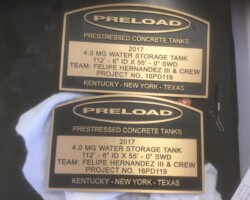 PRELOAD
PRESTRESSED CONCRETE TANKS
2017
4.0 MG WATER STORAGE TANK
112' - 6" ID X 55' - 0" SWD
TEAM: FELIPE HERNANDEZ III & CREW
PROJECT NO. 16PD119
KENTUCKY - NEW YORK - TEXAS
PRELOAD
PRESTRESSED CONCRETE TANKS
2017
4.0 MG WATER STORAGE TANK
112' - 6" ID X 55' - 0" SWD
TEAM: FELIPE HERNANDEZ III & CREW
PROJECT NO. 16PD119
KENTUCKY - NEW YORK - TEXAS